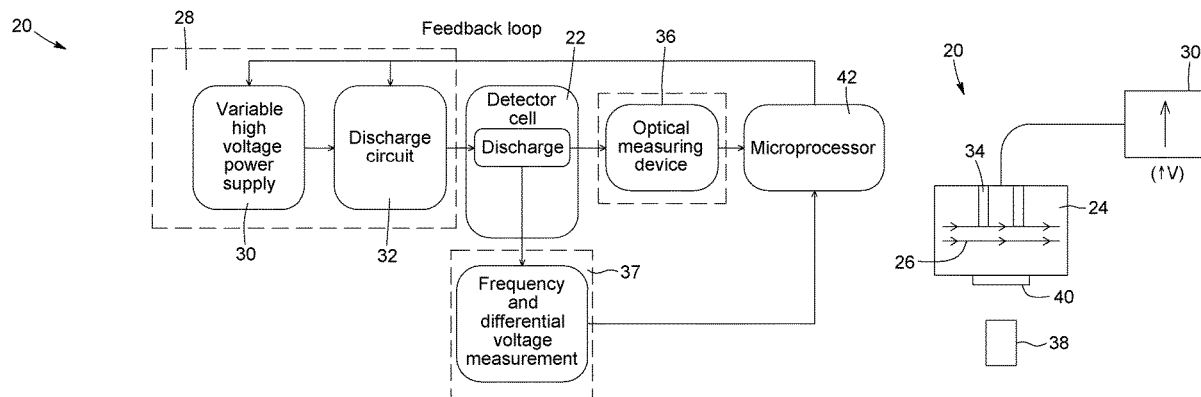 20
28
Feedback loop
22
36
42
Variable
high
voltage
power
supply
Discharge
circuit
Detector
cell
Discharge
Optical
measuring
device
Microprocessor
30
32
37
Frequency
and
differential
voltage
measurement
20
30
(↑V)
34
24
26
40
38